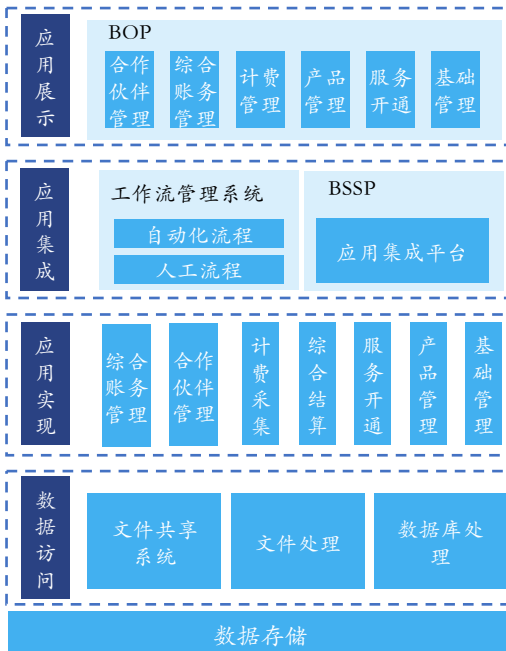 应用展示
BOP
合作
伙伴
管理
综合
账务
管理
计费
管理
产品
管理
服务
开通
基础
管理
应用集成
工作流管理系统
自动化流程
人工流程
BSSP
应用集成平台
应用实现
综合
账务
管理
合作
伙伴
管理
计费采集
综合结算
服务开通
产品管理
基础管理
数据访问
文件共享
系统
文件处理
数据库处
理
数据存储